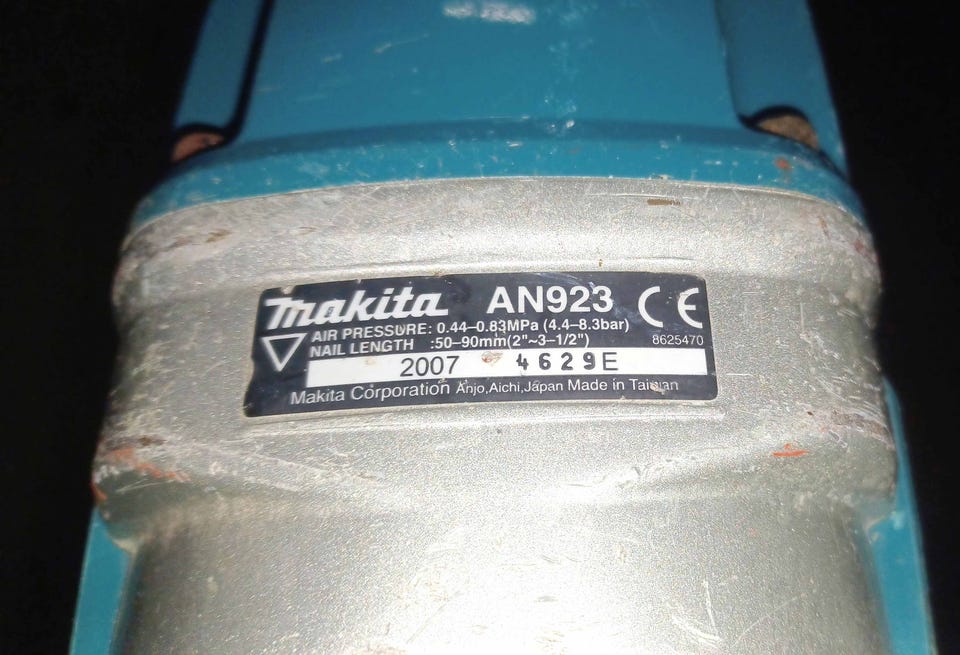 makita AN923 CE
AIR PRESSURE: 0.44–0.83MPa (4.4–8.3bar)
NAIL LENGTH :50–90mm(2"~3–1/2") 8625470
2007 4629E
Makita Corporation Anjo,Aichi,Japan Made in Taiwan